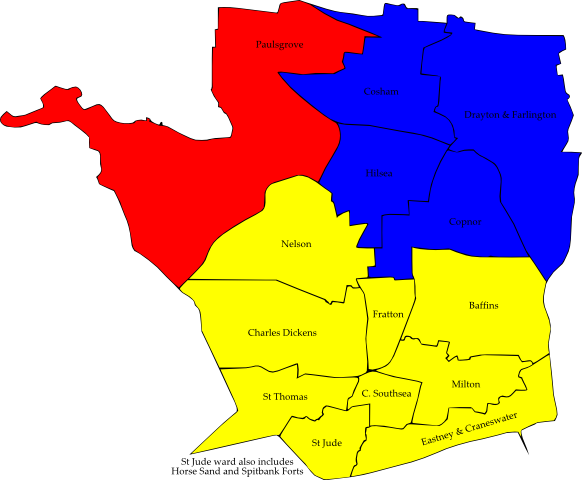 Paulsgrove
Cosham
Drayton & Farlington
Hilsea
Copnor
Nelson
Baffins
Fratton
Charles Dickens
Milton
C. Southsea
St Thomas
Eastney & Craneswater
St Jude
St Jude ward also includes
Horse Sand and Spitbank Forts